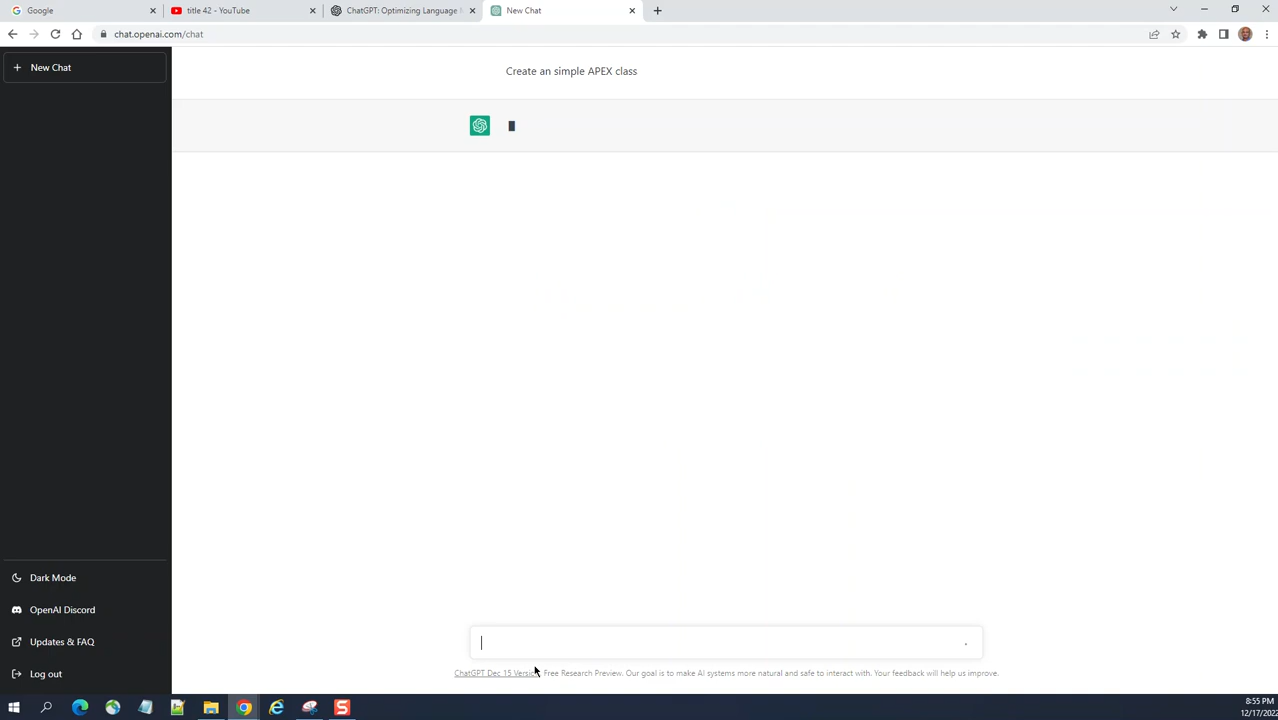 Google
title 42 - YouTube
ChatGPT: Optimizing Language
New Chat
chat.openai.com/chat
New Chat
Create an simple APEX class
Dark Mode
OpenAI Discord
Updates & FAQ
Log out
ChatGPT Dec 15 Version. Free Research Preview. Our goal is to make AI systems more natural and safe to interact with. Your feedback will help us improve.
8:55 PM
12/17/2022